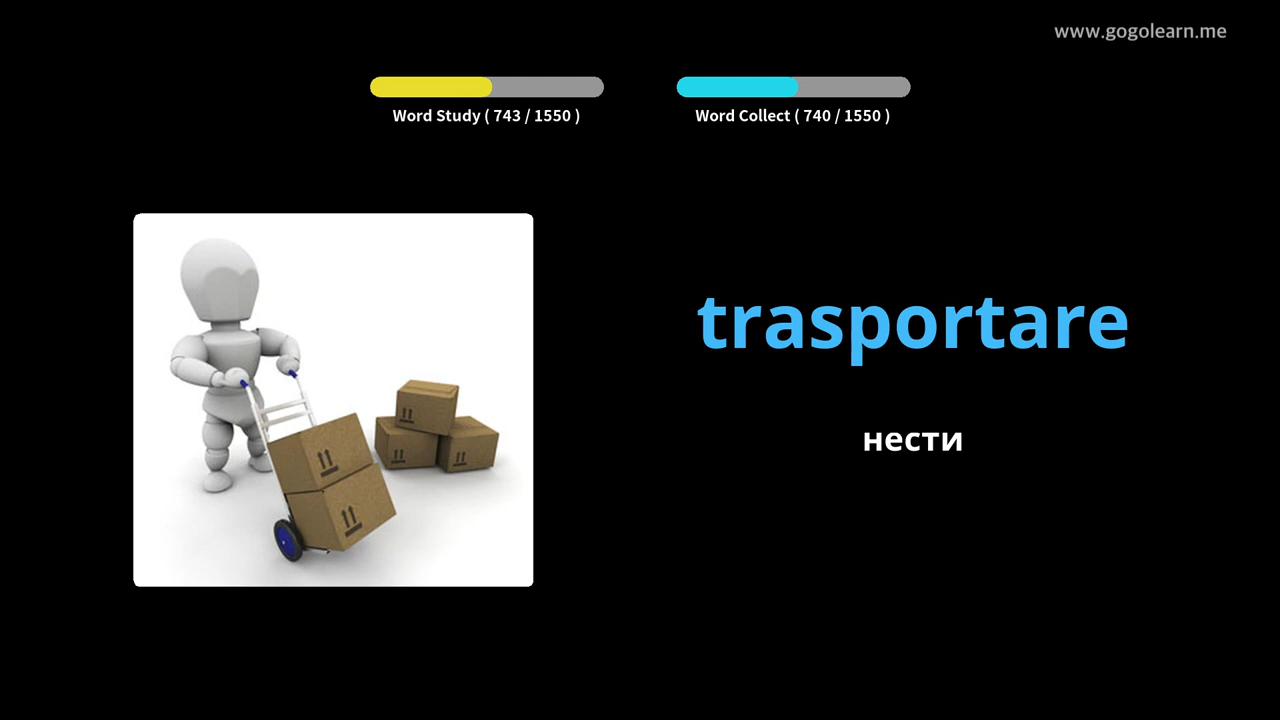 www.gogolearn.me
Word Study ( 743 / 1550 )
Word Collect ( 740 / 1550 )
trasportare
нести